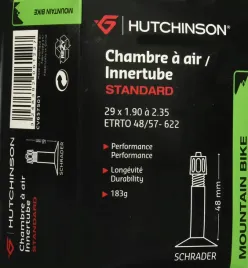 HUTCHINSON®
Chambre à air /
Innertube
STANDARD
29 x 1.90 à 2.35
ETRTO 48/57- 622
Performance
Performance
Longévité
Durability
183g
48 mm
SCHRADER
MOUNTAIN BIKE
MOUNTAIN BIKE
HUTCHINSON
Chambre à air
Innertube
STANDARD
SCHRADER